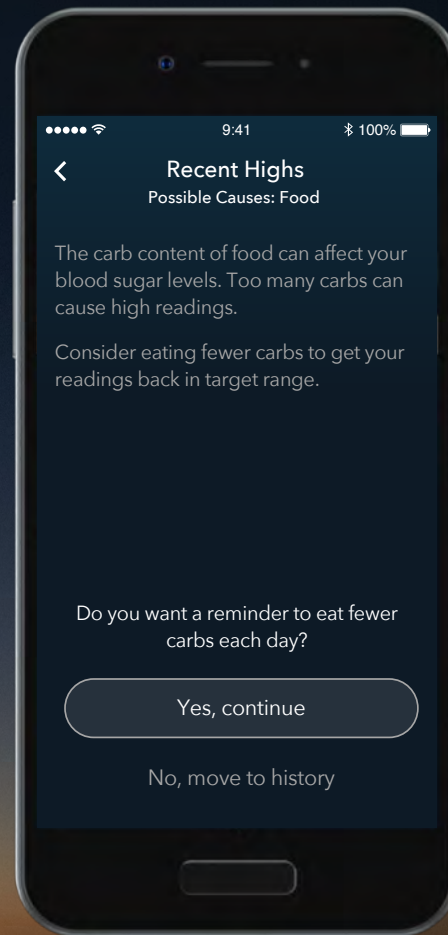 9:41
100%
Recent Highs
Possible Causes: Food
The carb content of food can affect your
blood sugar levels. Too many carbs can
cause high readings.
Consider eating fewer carbs to get your
readings back in target range.
Do you want a reminder to eat fewer
carbs each day?
Yes, continue
No, move to history